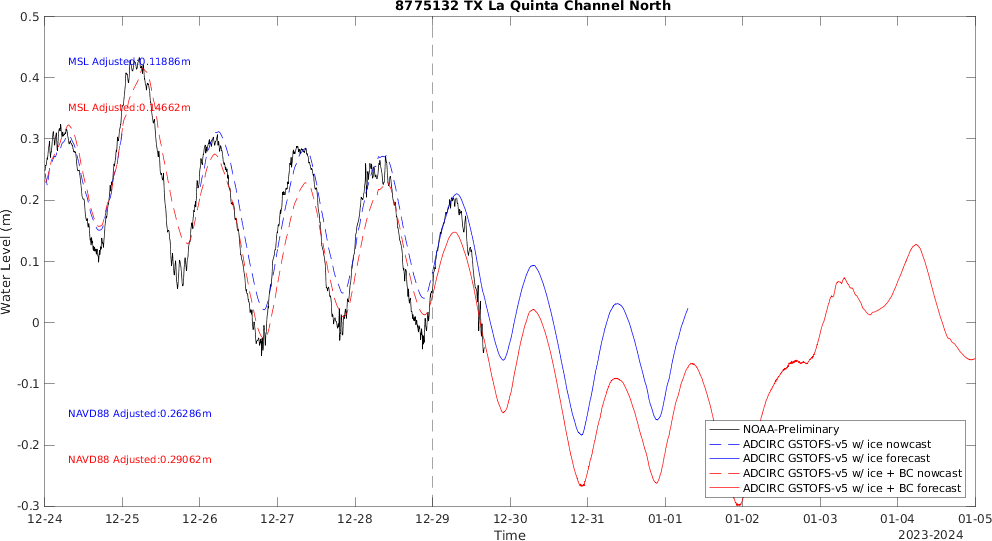 8775132 TX La Quinta Channel North
0.5
0.4
0.3
0.2
0.1
0
-0.1
-0.2
-0.3
Water Level (m)
MSL Adjusted:0.11886m
MSL Adjusted:0.14662m
NAVD88 Adjusted:0.26286m
NAVD88 Adjusted:0.29062m
NOAA-Preliminary
ADCIRC GSTOFS-v5 w/ ice nowcast
ADCIRC GSTOFS-v5 w/ ice forecast
ADCIRC GSTOFS-v5 w/ ice + BC nowcast
ADCIRC GSTOFS-v5 w/ ice + BC forecast
12-24 12-25 12-26 12-27 12-28 12-29 12-30 12-31 01-01 01-02 01-03 01-04 01-05
Time
2023-2024